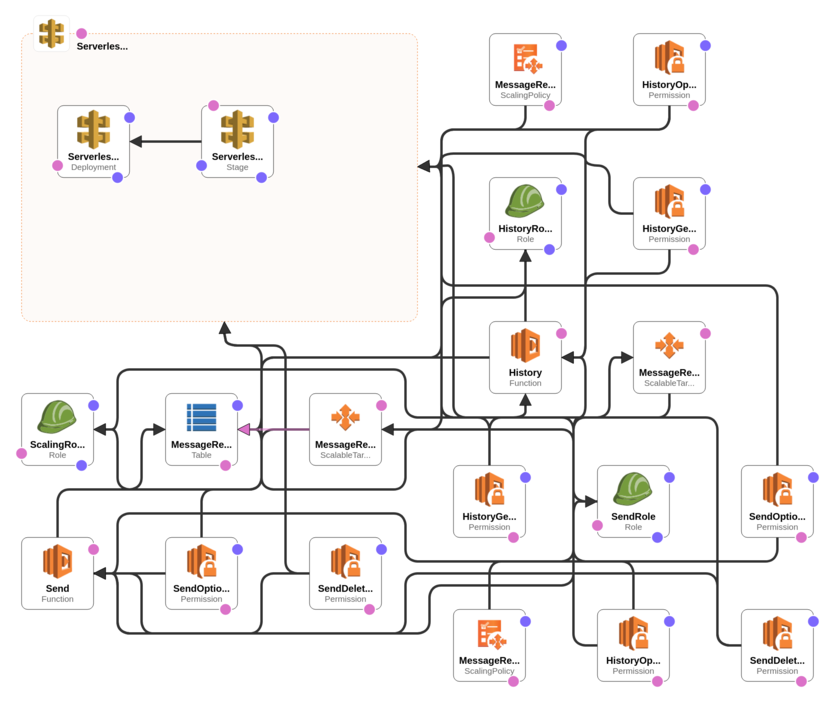 Serverles...
MessageRe...
ScalingPolicy
HistoryOp...
Permission
Serverles...
Deployment
Serverles...
Stage
HistoryRo...
Role
HistoryGe...
Permission
History
Function
MessageRe...
ScalableTar...
ScalingRo...
Role
MessageRe...
Table
MessageRe...
ScalableTar...
HistoryGe...
Permission
SendRole
Role
SendOptio...
Permission
Send
Function
SendOptio...
Permission
SendDelet...
Permission
MessageRe...
ScalingPolicy
HistoryOp...
Permission
SendDelet...
Permission